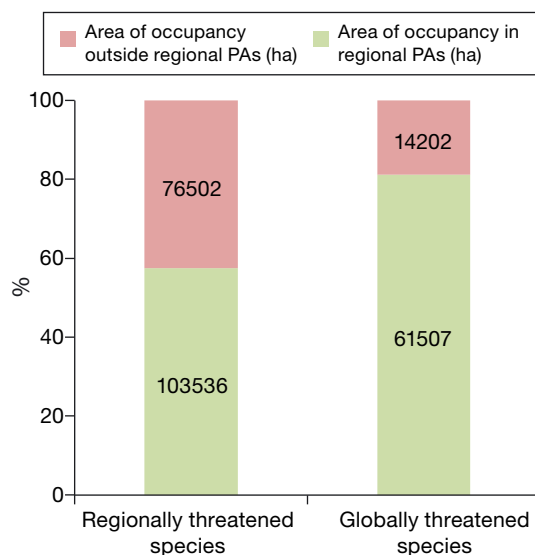 Area of occupancy
outside regional PAs (ha)
Area of occupancy in
regional PAs (ha)
100
80
60
40
20
0
%
76502
103536
14202
61507
Regionally threatened
species
Globally threatened
species